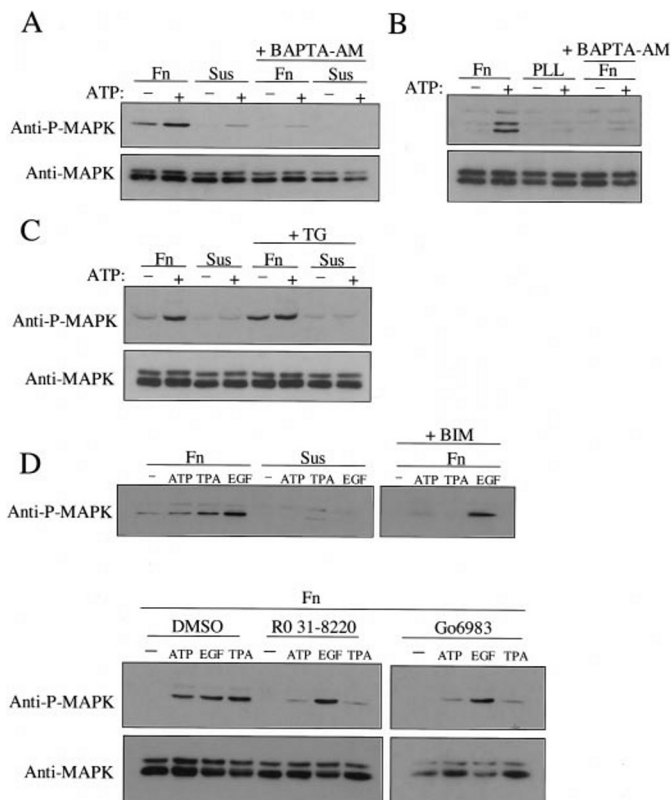 A
+ BAPTA-AM
Fn Sus Fn Sus
ATP: – + – + – + – +
Anti-P-MAPK
Anti-MAPK
B
+ BAPTA-AM
Fn PLL Fn
ATP: – + – + – +
C
+ TG
Fn Sus Fn Sus
ATP: – + – + – + – +
Anti-P-MAPK
Anti-MAPK
D
+ BIM
Fn Sus Fn
– ATP TPA EGF – ATP TPA EGF – ATP TPA EGF
Anti-P-MAPK
Fn
DMSO R0 31-8220 Go6983
– ATP EGF TPA – ATP EGF TPA – ATP EGF TPA
Anti-P-MAPK
Anti-MAPK